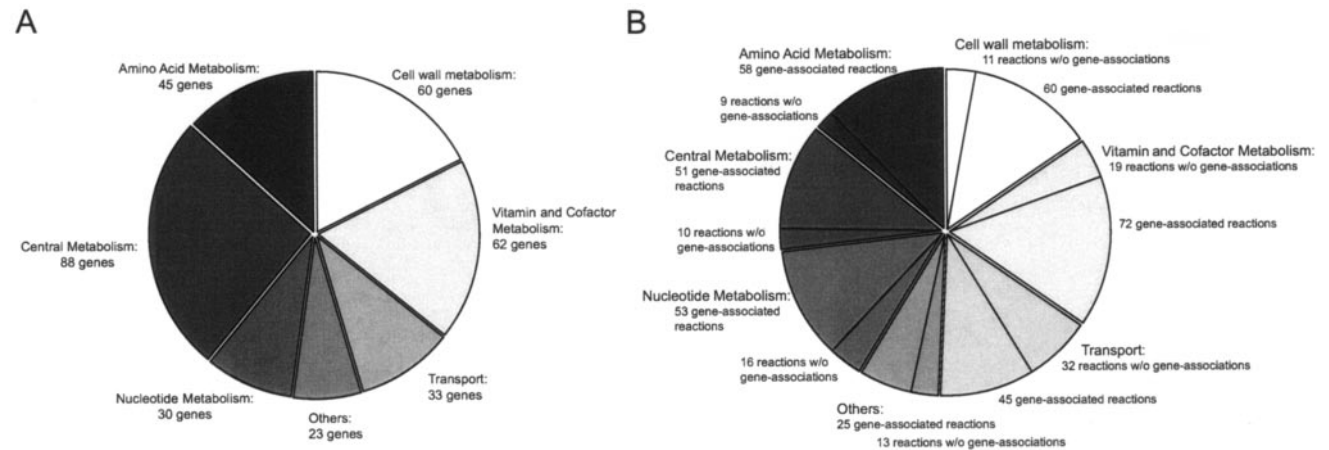 A
Amino Acid Metabolism:
45 genes
Cell wall metabolism:
60 genes
Vitamin and Cofactor
Metabolism:
62 genes
Central Metabolism:
88 genes
Transport:
33 genes
Nucleotide Metabolism:
30 genes
Others:
23 genes
B
Amino Acid Metabolism:
58 gene-associated reactions
Cell wall metabolism:
11 reactions w/o gene-associations
60 gene-associated reactions
9 reactions w/o
gene-associations
Vitamin and Cofactor Metabolism:
19 reactions w/o gene-associations
Central Metabolism:
51 gene-associated
reactions
72 gene-associated reactions
10 reactions w/o
gene-associations
Nucleotide Metabolism:
53 gene-associated
reactions
Transport:
32 reactions w/o gene-associations
16 reactions w/o
gene-associations
45 gene-associated reactions
Others:
25 gene-associated reactions
13 reactions w/o gene-associations